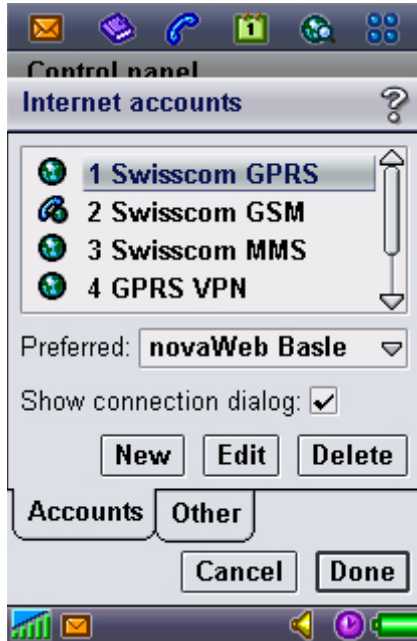 1
Control panel
Internet accounts
1 Swisscom GPRS
2 Swisscom GSM
3 Swisscom MMS
4 GPRS VPN
Preferred: novaWeb Basle
Show connection dialog:
New Edit Delete
Accounts Other
Cancel Done